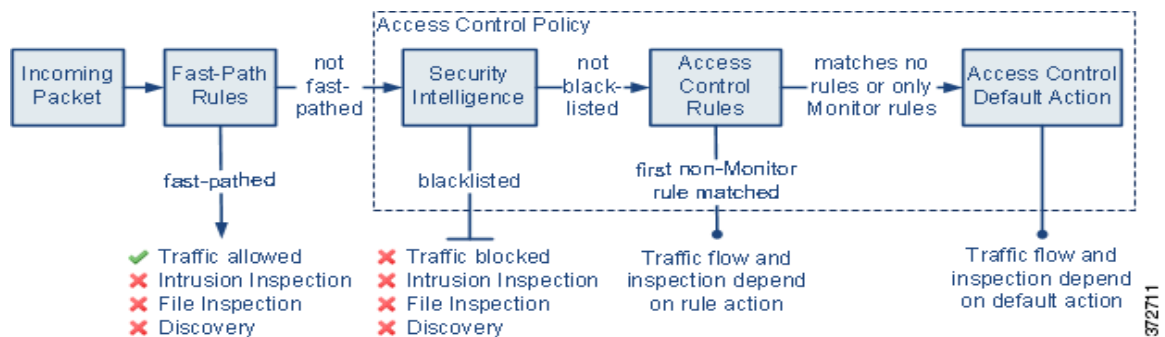 Access Control Policy
Incoming
Packet
Fast-Path
Rules
not
fast-
pathed
Security
Intelligence
not
black-
listed
Access
Control
Rules
matches no
rules or only
Monitor rules
Access Control
Default Action
fast-pathed
blacklisted
first non-Monitor
rule matched
Traffic allowed
Intrusion Inspection
File Inspection
Discovery
Traffic blocked
Intrusion Inspection
File Inspection
Discovery
Traffic flow and
inspection depend
on rule action
Traffic flow and
inspection depend
on default action
372711